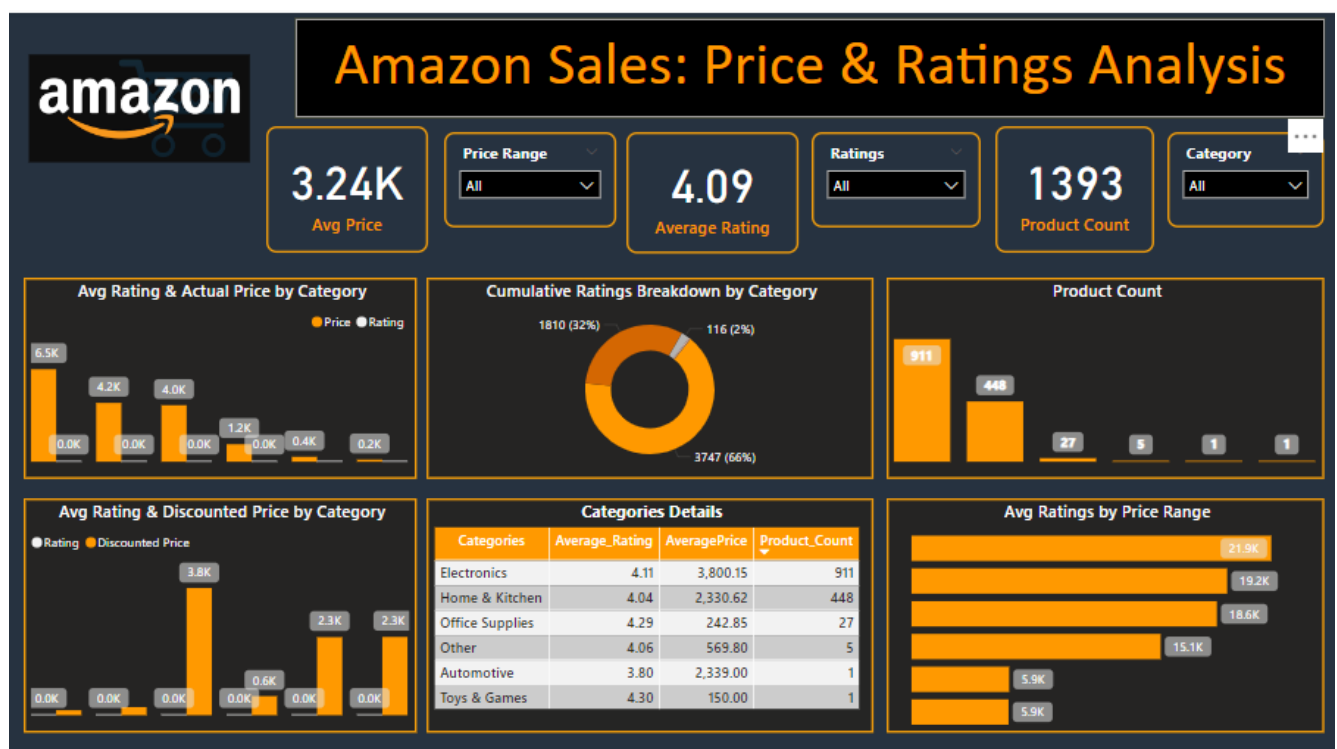 Amazon Sales: Price & Ratings Analysis
amazon
3.24K
Avg Price
Price Range
All
4.09
Average Rating
Ratings
All
1393
Product Count
Category
All
Avg Rating & Actual Price by Category
Price Rating
6.5K
4.2K
4.0K
1.2K
0.4K
0.2K
0.0K 0.0K 0.0K 0.0K
Cumulative Ratings Breakdown by Category
1810 (32%)
116 (2%)
3747 (66%)
Product Count
911
448
27
5
1
1
Avg Rating & Discounted Price by Category
Rating Discounted Price
3.8K
2.3K 2.3K
0.6K
0.0K 0.0K 0.0K 0.0K 0.0K 0.0K
Categories Details
Categories Average_Rating AveragePrice Product_Count
Electronics 4.11 3,800.15 911
Home & Kitchen 4.04 2,330.62 448
Office Supplies 4.29 242.85 27
Other 4.06 569.80 5
Automotive 3.80 2,339.00 1
Toys & Games 4.30 150.00 1
Avg Ratings by Price Range
21.9K
19.2K
18.6K
15.1K
5.9K
5.9K